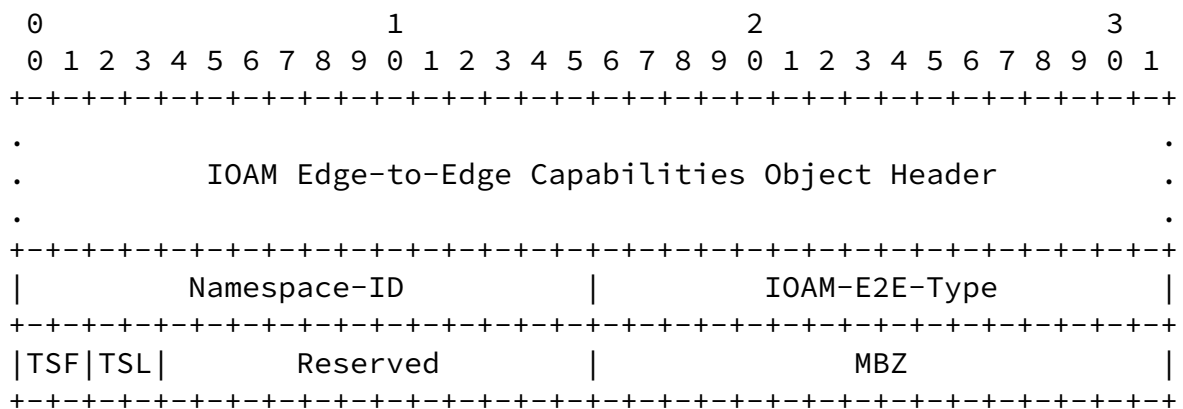 0                   1                   2                   3
 0 1 2 3 4 5 6 7 8 9 0 1 2 3 4 5 6 7 8 9 0 1 2 3 4 5 6 7 8 9 0 1
+-+-+-+-+-+-+-+-+-+-+-+-+-+-+-+-+-+-+-+-+-+-+-+-+-+-+-+-+-+-+-+-+
.                                                               .
.          IOAM Edge-to-Edge Capabilities Object Header         .
.                                                               .
+-+-+-+-+-+-+-+-+-+-+-+-+-+-+-+-+-+-+-+-+-+-+-+-+-+-+-+-+-+-+-+-+
|         Namespace-ID          |         IOAM-E2E-Type         |
+-+-+-+-+-+-+-+-+-+-+-+-+-+-+-+-+-+-+-+-+-+-+-+-+-+-+-+-+-+-+-+-+
|TSF|TSL|       Reserved        |              MBZ              |
+-+-+-+-+-+-+-+-+-+-+-+-+-+-+-+-+-+-+-+-+-+-+-+-+-+-+-+-+-+-+-+-+